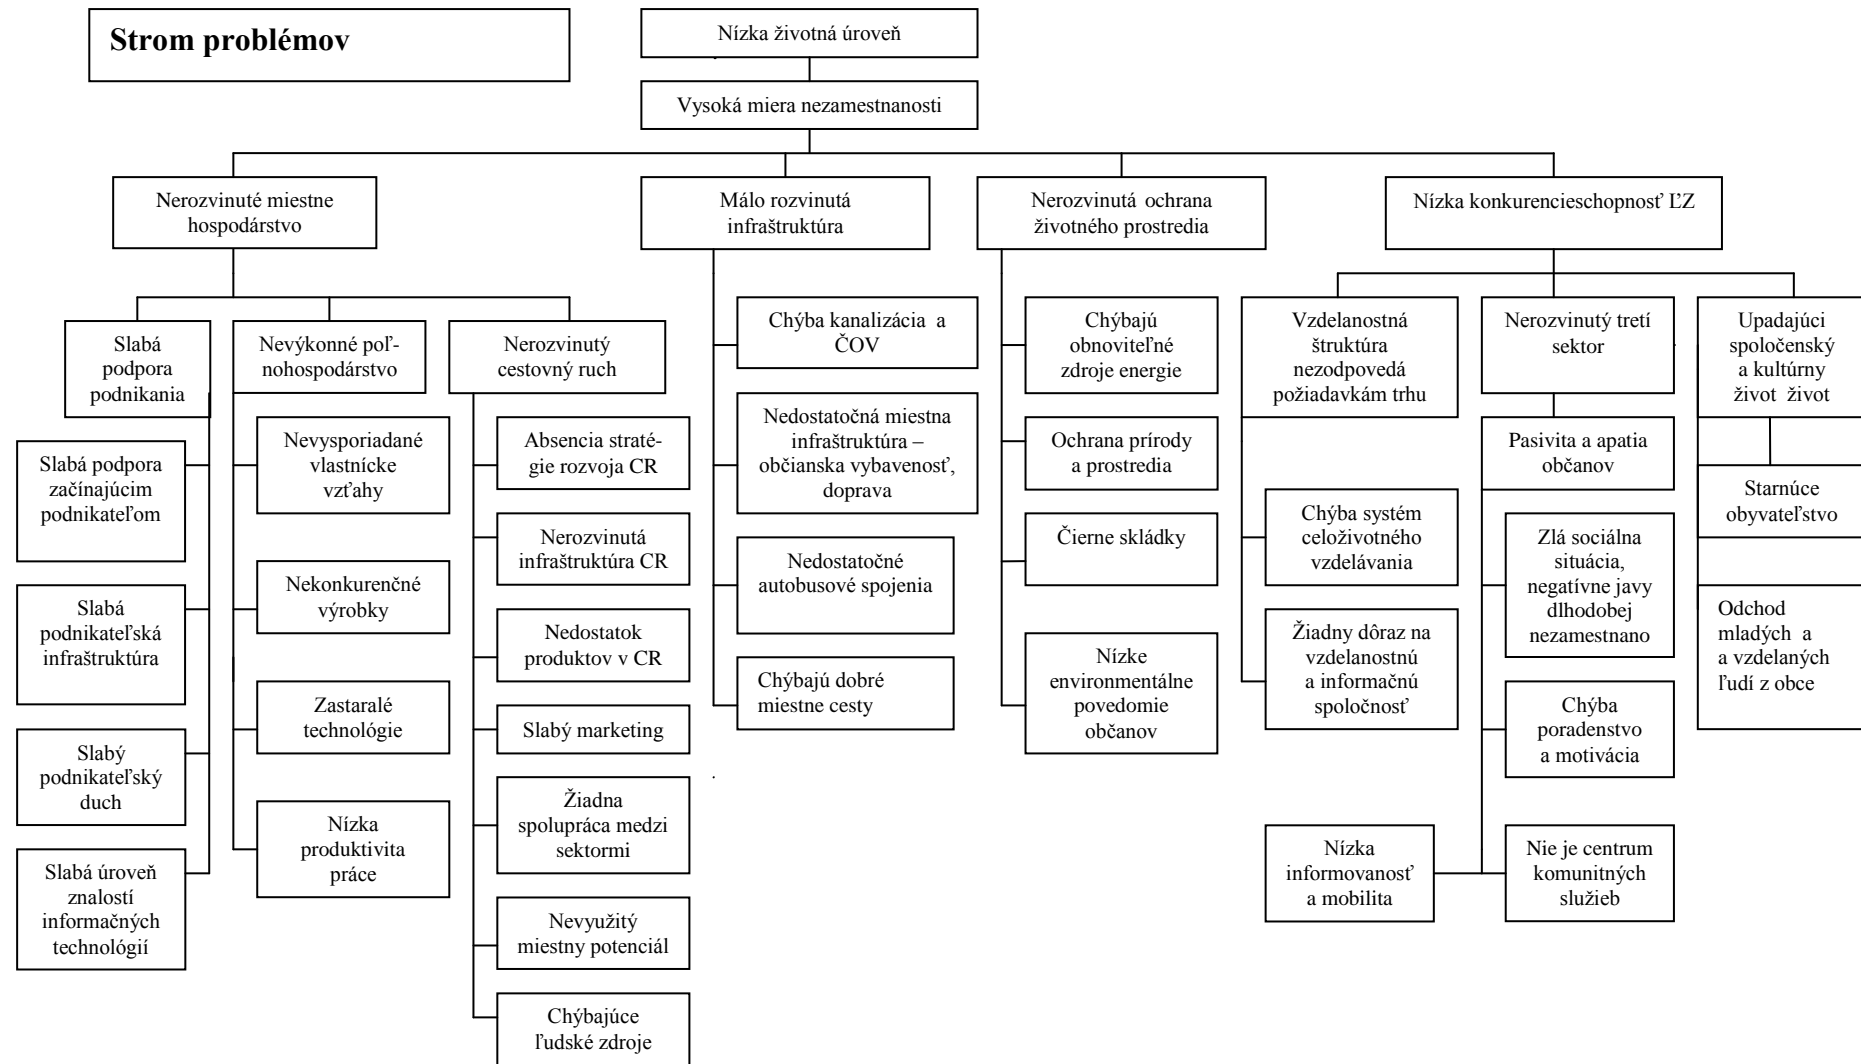 Strom problémov
Nízka životná úroveň
Vysoká miera nezamestnanosti
Nerozvinuté miestne
hospodárstvo
Málo rozvinutá
infraštruktúra
Nerozvinutá ochrana
životného prostredia
Nízka konkurencieschopnosť ĽZ
Slabá
podpora
podnikania
Nevýkonné poľ-
nohospodárstvo
Nerozvinutý
cestovný ruch
Chýba kanalizácia a
ČOV
Chýbajú
obnoviteľné
zdroje energie
Vzdelanostná
štruktúra
nezodpovedá
požiadavkám trhu
Nerozvinutý tretí
sektor
Upadajúci
spoločenský
a kultúrny
život život
Slabá podpora
začínajúcim
podnikateľom
Slabá
podnikateľská
infraštruktúra
Slabý
podnikateľský
duch
Slabá úroveň
znalostí
informačných
technológií
Nevysporiadané
vlastnícke
vzťahy
Nekonkurenčné
výrobky
Zastaralé
technológie
Nízka
produktivita
práce
Absencia straté-
gie rozvoja CR
Nerozvinutá
infraštruktúra CR
Nedostatok
produktov v CR
Slabý marketing
Žiadna
spolupráca medzi
sektormi
Nevyužitý
miestny potenciál
Chýbajúce
ľudské zdroje
Nedostatočná miestna
infraštruktúra –
občianska vybavenosť,
doprava
Nedostatočné
autobusové spojenia
Chýbajú dobré
miestne cesty
Ochrana prírody
a prostredia
Čierne skládky
Nízke
environmentálne
povedomie
občanov
Chýba systém
celoživotného
vzdelávania
Žiadny dôraz na
vzdelanostnú
a informačnú
spoločnosť
Nízka
informovanosť
a mobilita
Pasivita a apatia
občanov
Zlá sociálna
situácia,
negatívne javy
dlhodobej
nezamestnano
Chýba
poradenstvo
a motivácia
Nie je centrum
komunitných
služieb
Starnúce
obyvateľstvo
Odchod
mladých a
a vzdelaných
ľudí z obce